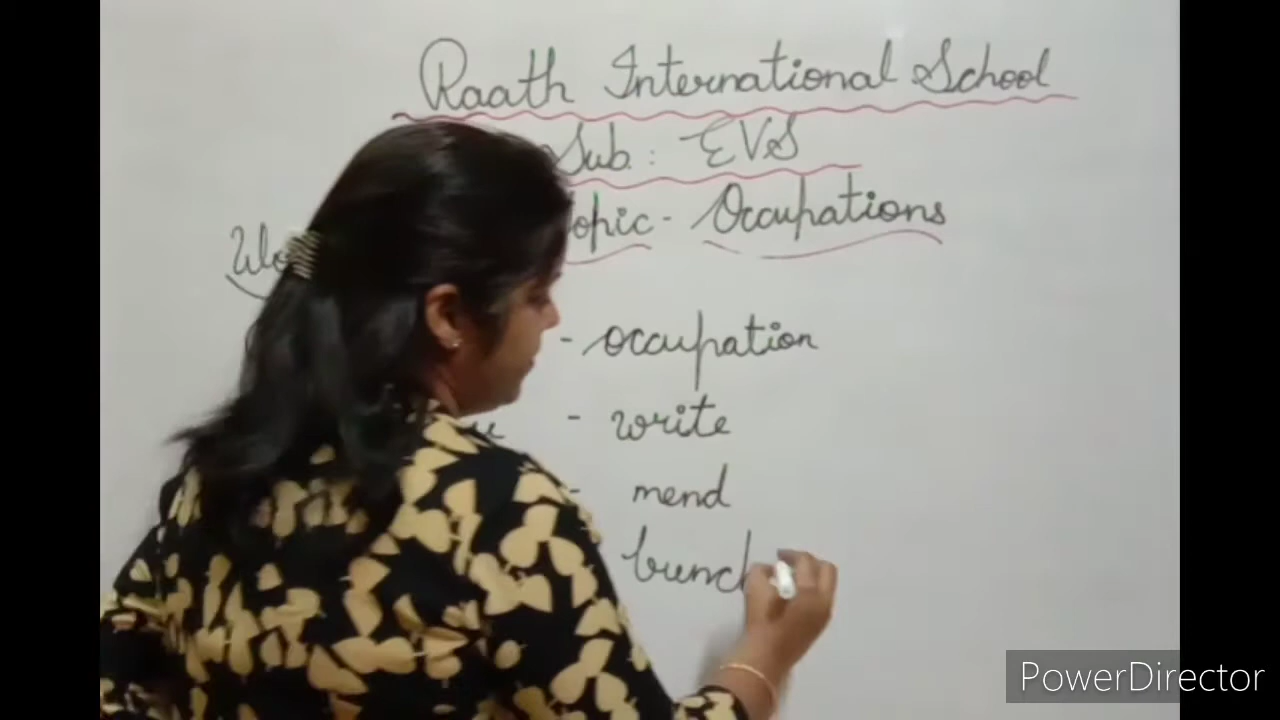 Raath International School
Sub : EVS
Topic - Occupations
- occupation
- write
- mend
bunch
PowerDirector